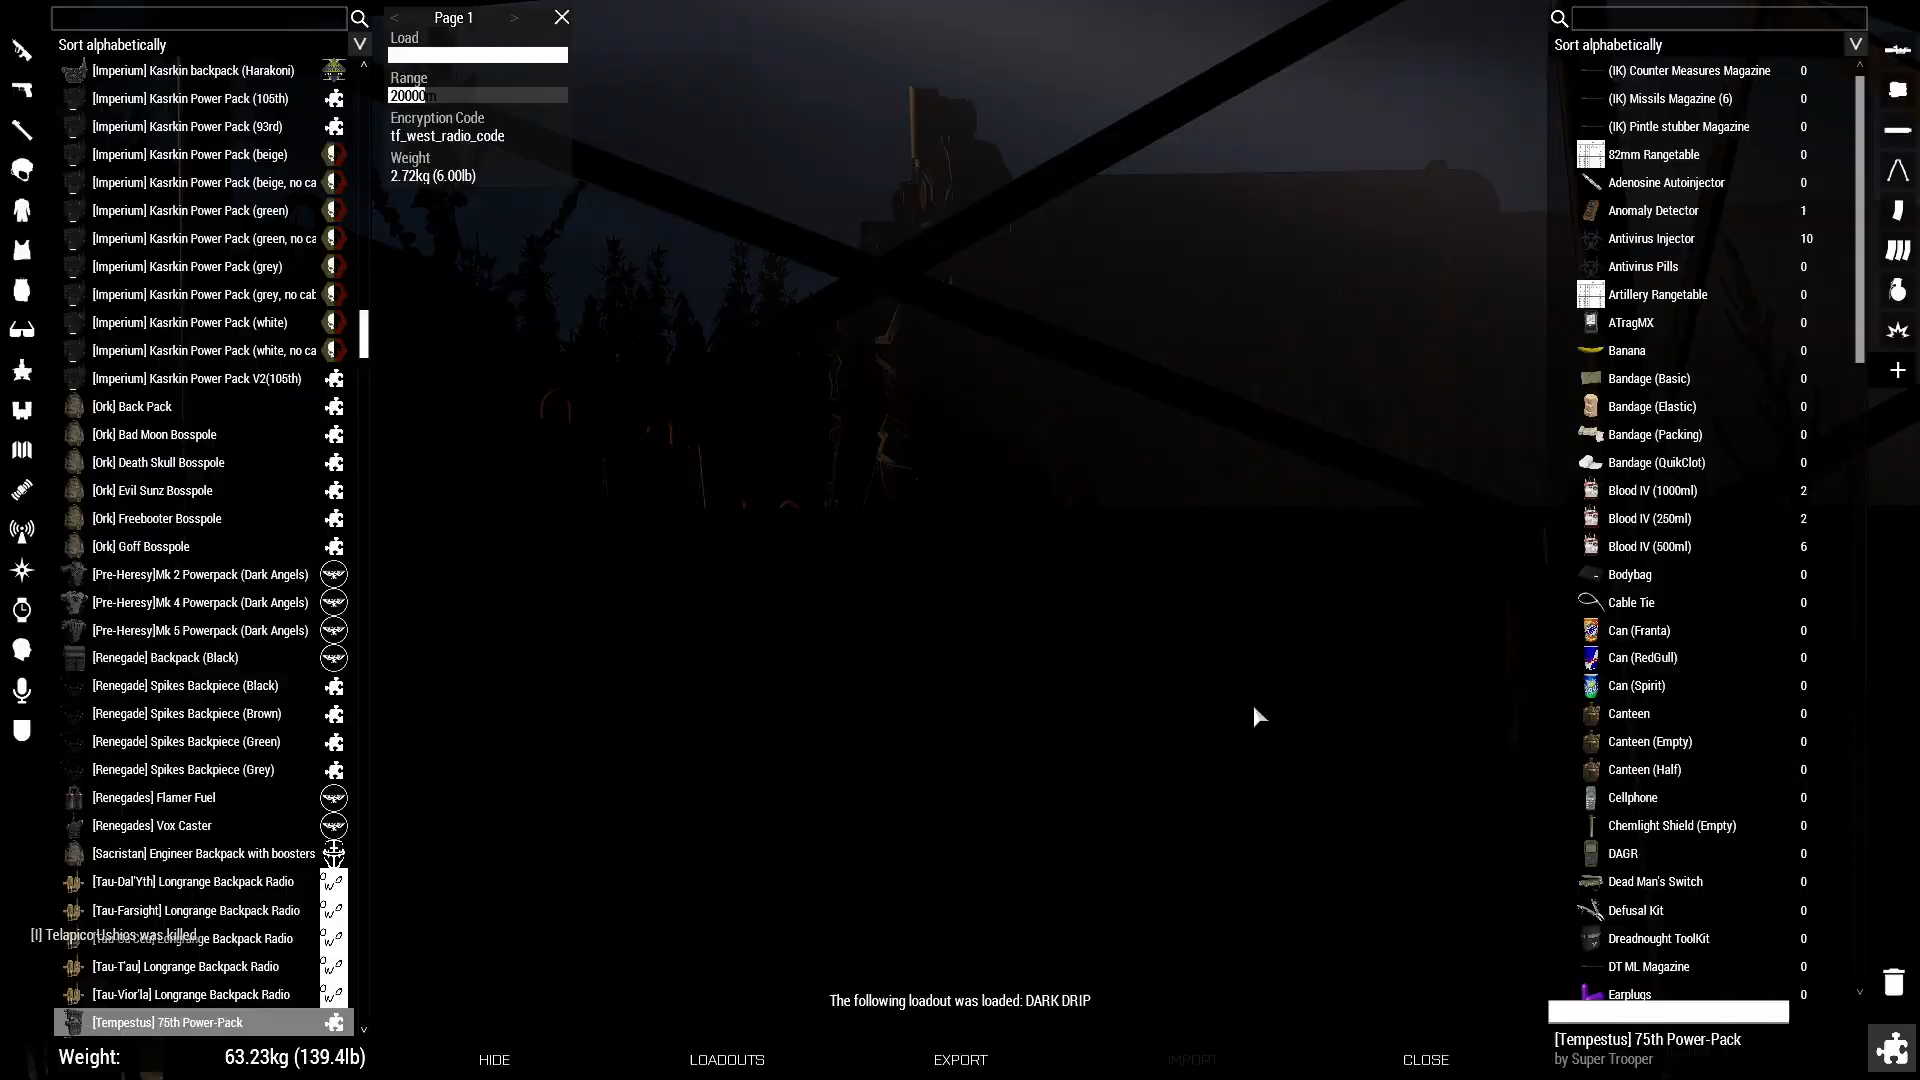 Sort alphabetically
[Imperium] Kasrkin backpack (Harakoni)
[Imperium] Kasrkin Power Pack (105th)
[Imperium] Kasrkin Power Pack (93rd)
[Imperium] Kasrkin Power Pack (beige)
[Imperium] Kasrkin Power Pack (beige, no ca
[Imperium] Kasrkin Power Pack (green)
[Imperium] Kasrkin Power Pack (green, no ca
[Imperium] Kasrkin Power Pack (grey)
[Imperium] Kasrkin Power Pack (grey, no cab
[Imperium] Kasrkin Power Pack (white)
[Imperium] Kasrkin Power Pack (white, no ca
[Imperium] Kasrkin Power Pack V2(105th)
[Ork] Back Pack
[Ork] Bad Moon Bosspole
[Ork] Death Skull Bosspole
[Ork] Evil Sunz Bosspole
[Ork] Freebooter Bosspole
[Ork] Goff Bosspole
[Pre-Heresy]Mk 2 Powerpack (Dark Angels)
[Pre-Heresy]Mk 4 Powerpack (Dark Angels)
[Pre-Heresy]Mk 5 Powerpack (Dark Angels)
[Renegade] Backpack (Black)
[Renegade] Spikes Backpiece (Black)
[Renegade] Spikes Backpiece (Brown)
[Renegade] Spikes Backpiece (Green)
[Renegade] Spikes Backpiece (Grey)
[Renegades] Flamer Fuel
[Renegades] Vox Caster
[Sacristan] Engineer Backpack with boosters
[Tau-Dal'Yth] Longrange Backpack Radio
[Tau-Farsight] Longrange Backpack Radio
[I] Telapico Ushios was killed
Backpack Radio
[Tau-T'au] Longrange Backpack Radio
[Tau-Vior'la] Longrange Backpack Radio
[Tempestus] 75th Power-Pack
Weight: 63.23kg (139.4lb)
< Page 1 >
Load
Range
20000m
Encryption Code
tf_west_radio_code
Weight
2.72kg (6.00lb)
The following loadout was loaded: DARK DRIP
HIDE LOADOUTS EXPORT IMPORT CLOSE
Sort alphabetically
(IK) Counter Measures Magazine 0
(IK) Missils Magazine (6) 0
(IK) Pintle stubber Magazine 0
82mm Rangetable 0
Adenosine Autoinjector 0
Anomaly Detector 1
Antivirus Injector 10
Antivirus Pills 0
Artillery Rangetable 0
ATragMX 0
Banana 0
Bandage (Basic) 0
Bandage (Elastic) 0
Bandage (Packing) 0
Bandage (QuikClot) 0
Blood IV (1000ml) 2
Blood IV (250ml) 2
Blood IV (500ml) 6
Bodybag 0
Cable Tie 0
Can (Franta) 0
Can (RedGull) 0
Can (Spirit) 0
Canteen 0
Canteen (Empty) 0
Canteen (Half) 0
Cellphone 0
Chemlight Shield (Empty) 0
DAGR 0
Dead Man's Switch 0
Defusal Kit 0
Dreadnought ToolKit 0
DT ML Magazine 0
Earplugs 0
[Tempestus] 75th Power-Pack
by Super Trooper